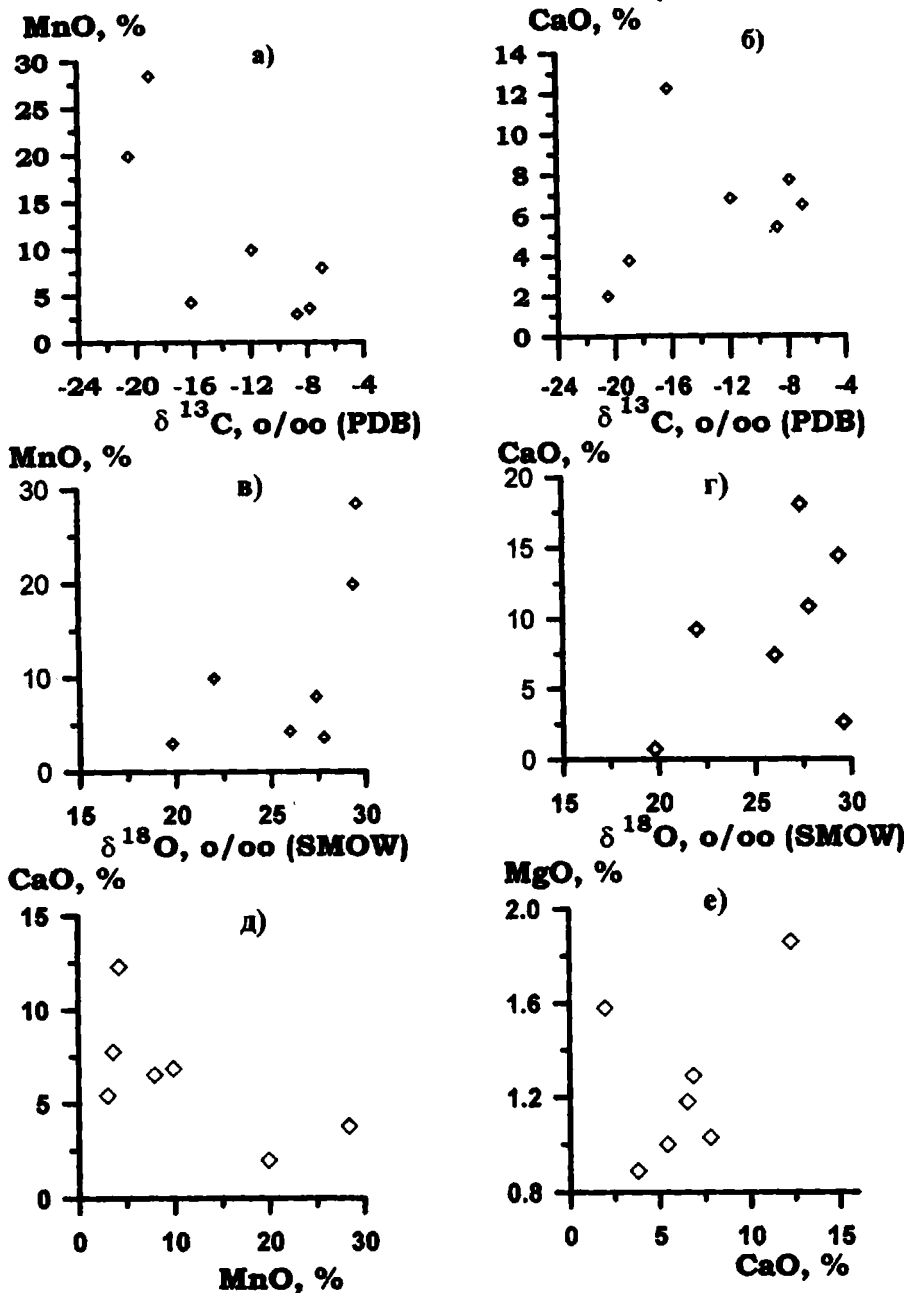 MnO, %
а)
30
25
20
15
10
5
0
-24 -20 -16 -12 -8 -4
δ ¹³C, o/oo (PDB)
CaO, %
б)
14
12
10
8
6
4
2
0
-24 -20 -16 -12 -8 -4
δ ¹³C, o/oo (PDB)
MnO, %
в)
30
20
10
0
15 20 25 30
δ ¹⁸O, o/oo (SMOW)
CaO, %
г)
20
15
10
5
0
15 20 25 30
δ ¹⁸O, o/oo (SMOW)
CaO, %
д)
15
10
5
0
0 10 20 30
MnO, %
MgO, %
е)
2.0
1.6
1.2
0.8
0 5 10 15
CaO, %